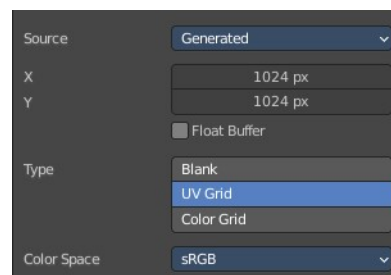 Source Generated
X 1024 px
Y 1024 px
Float Buffer
Type Blank
UV Grid
Color Grid
Color Space sRGB